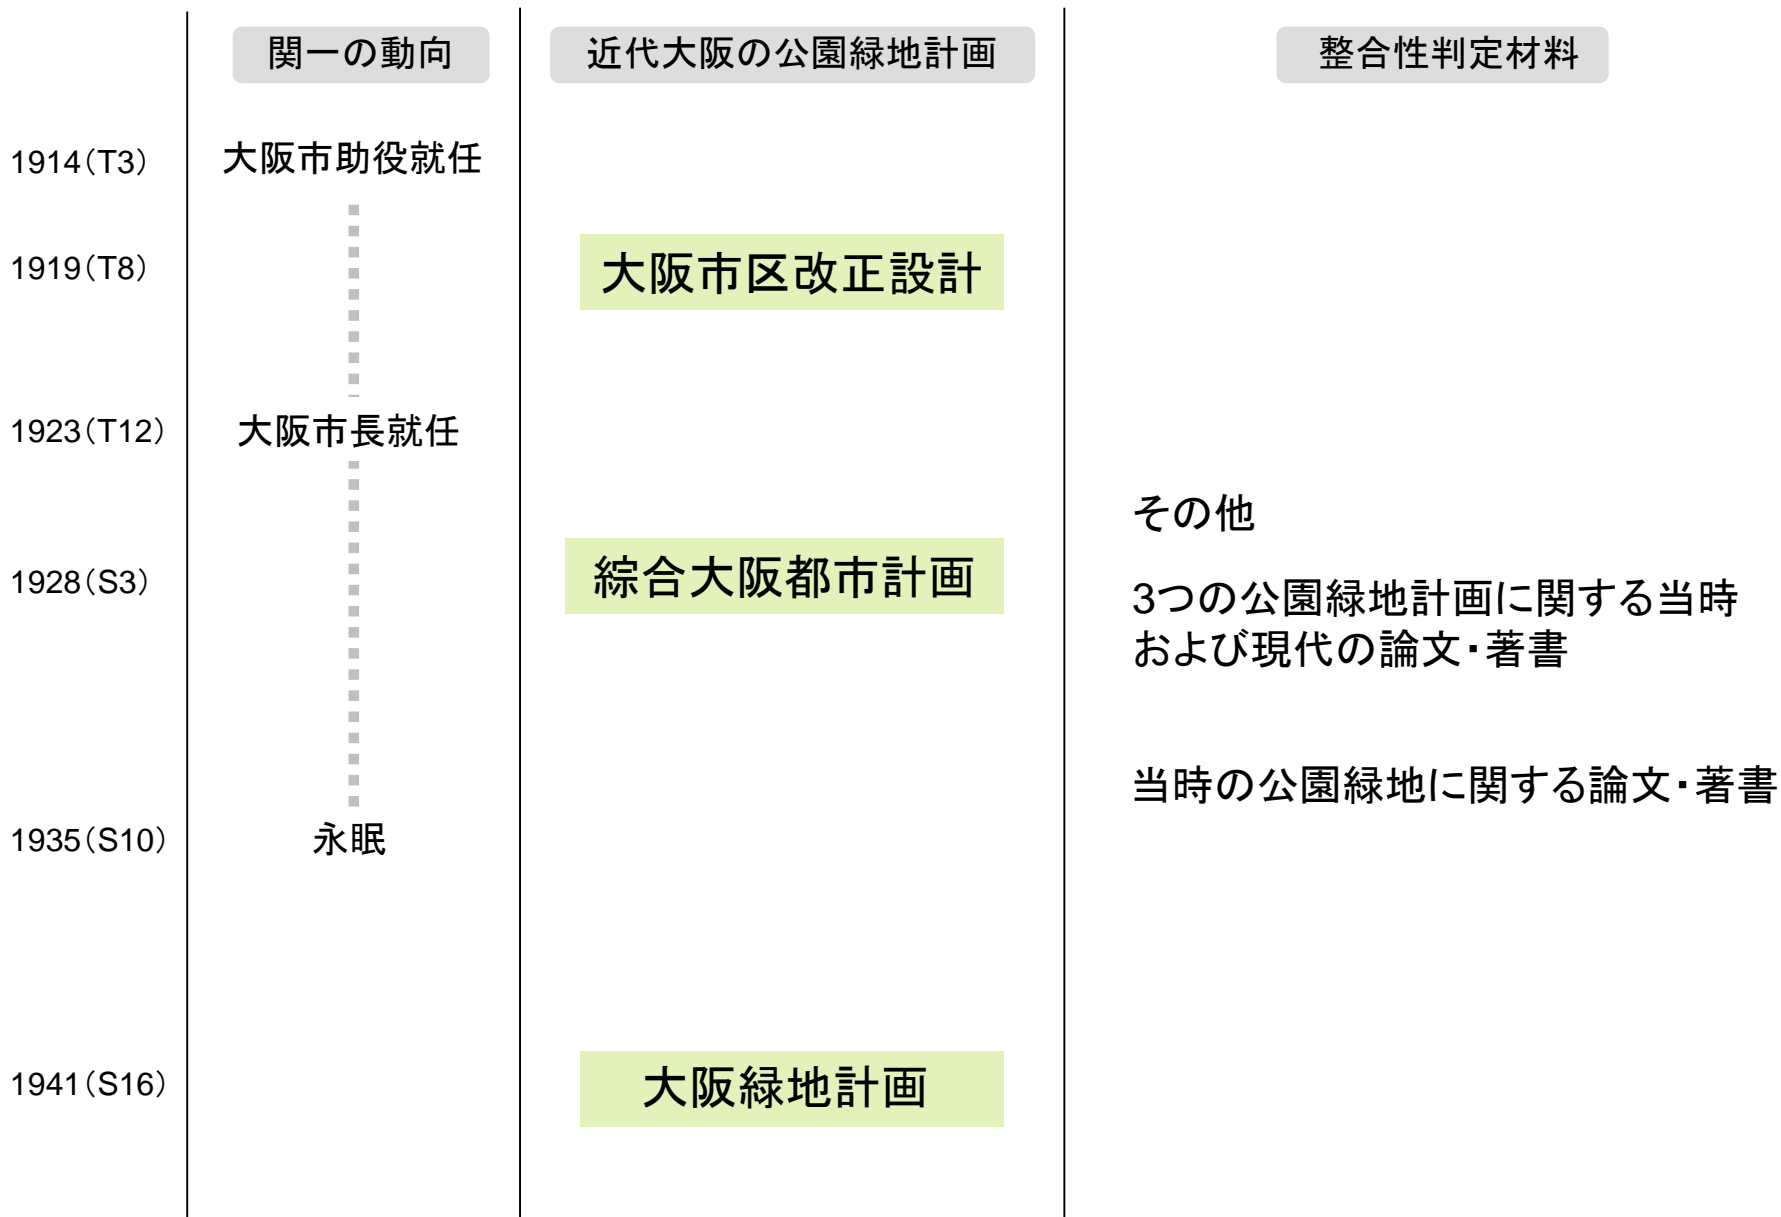 関一の動向
近代大阪の公園緑地計画
整合性判定材料
1914（T3）
大阪市助役就任
1919（T8）
大阪市区改正設計
1923（T12）
大阪市長就任
その他
1928（S3）
綜合大阪都市計画
3つの公園緑地計画に関する当時
および現代の論文・著書
当時の公園緑地に関する論文・著書
1935（S10）
永眠
1941（S16）
大阪緑地計画